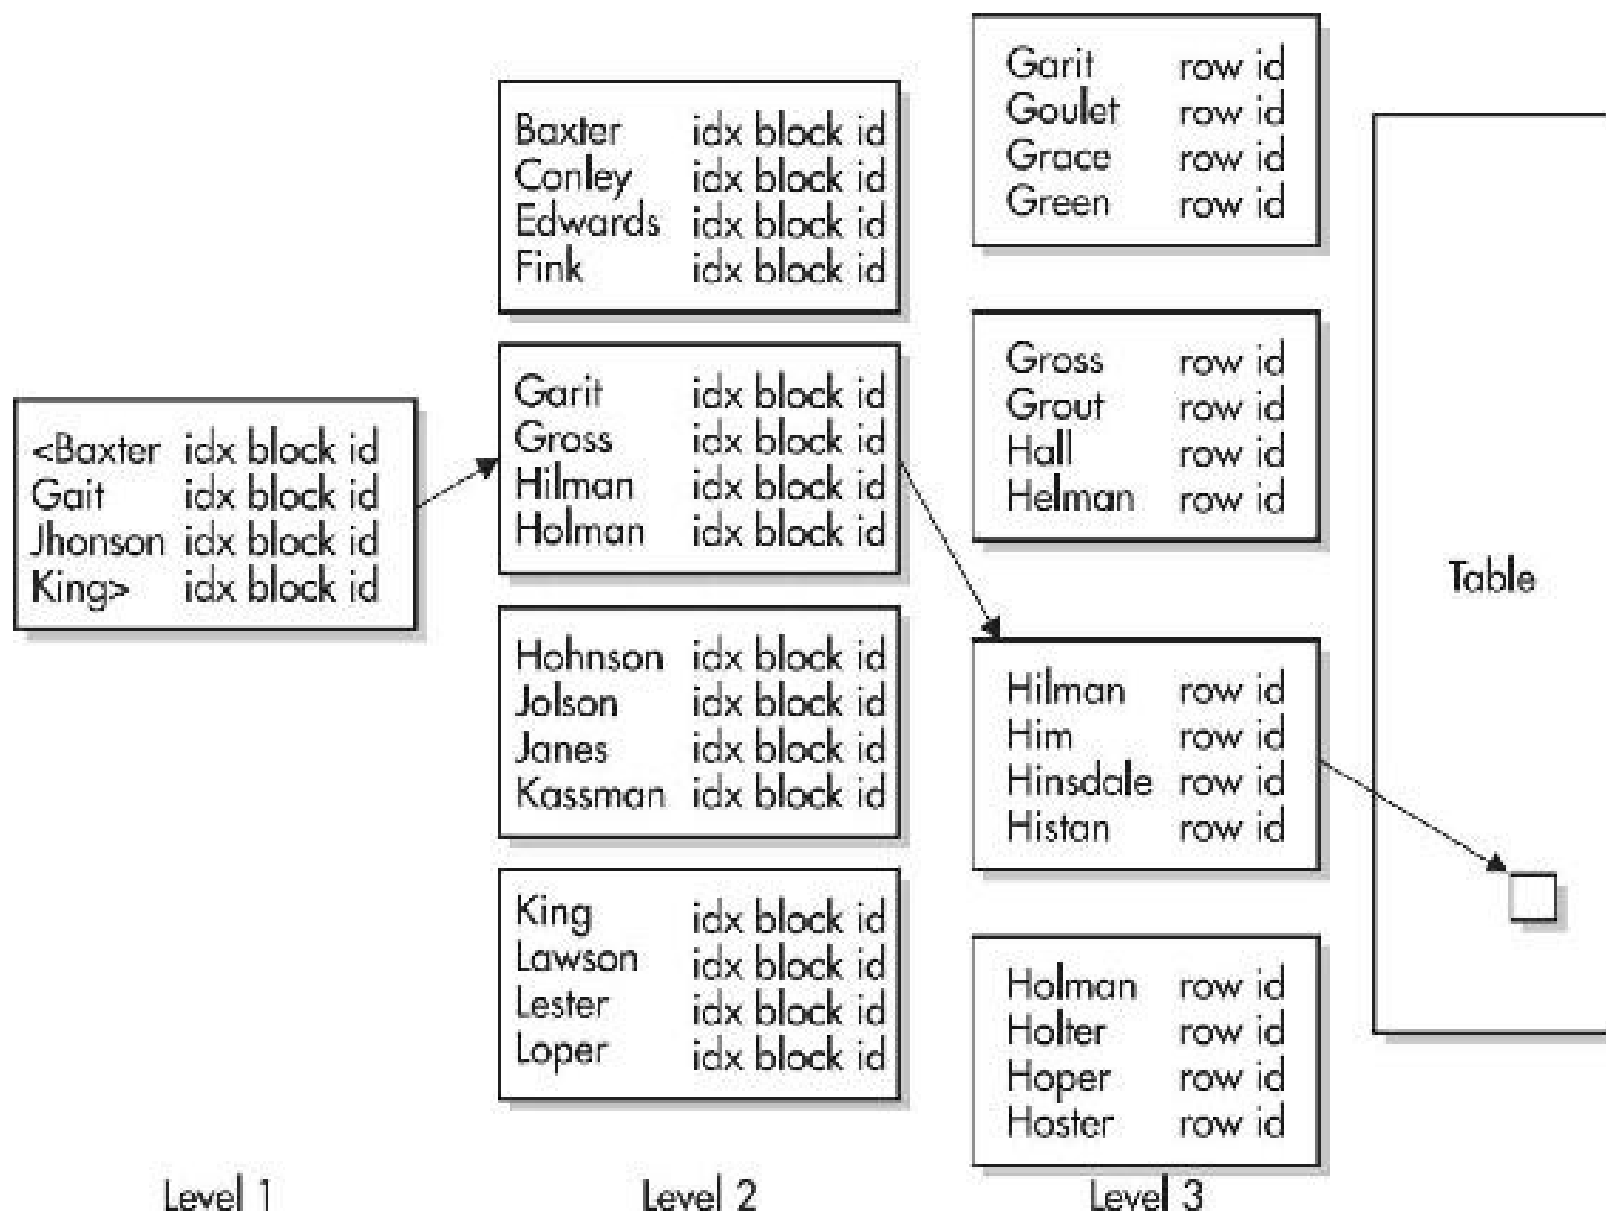 <Baxter idx block id
Gait idx block id
Jhonson idx block id
King> idx block id
Level 1
Baxter idx block id
Conley idx block id
Edwards idx block id
Fink idx block id
Garit idx block id
Gross idx block id
Hilman idx block id
Holman idx block id
Hohnson idx block id
Jolson idx block id
Janes idx block id
Kassman idx block id
King idx block id
Lawson idx block id
Lester idx block id
Loper idx block id
Level 2
Garit row id
Goulet row id
Grace row id
Green row id
Gross row id
Grout row id
Hall row id
Helman row id
Hilman row id
Him row id
Hinsdale row id
Histan row id
Holman row id
Holter row id
Hoper row id
Hoster row id
Level 3
Table